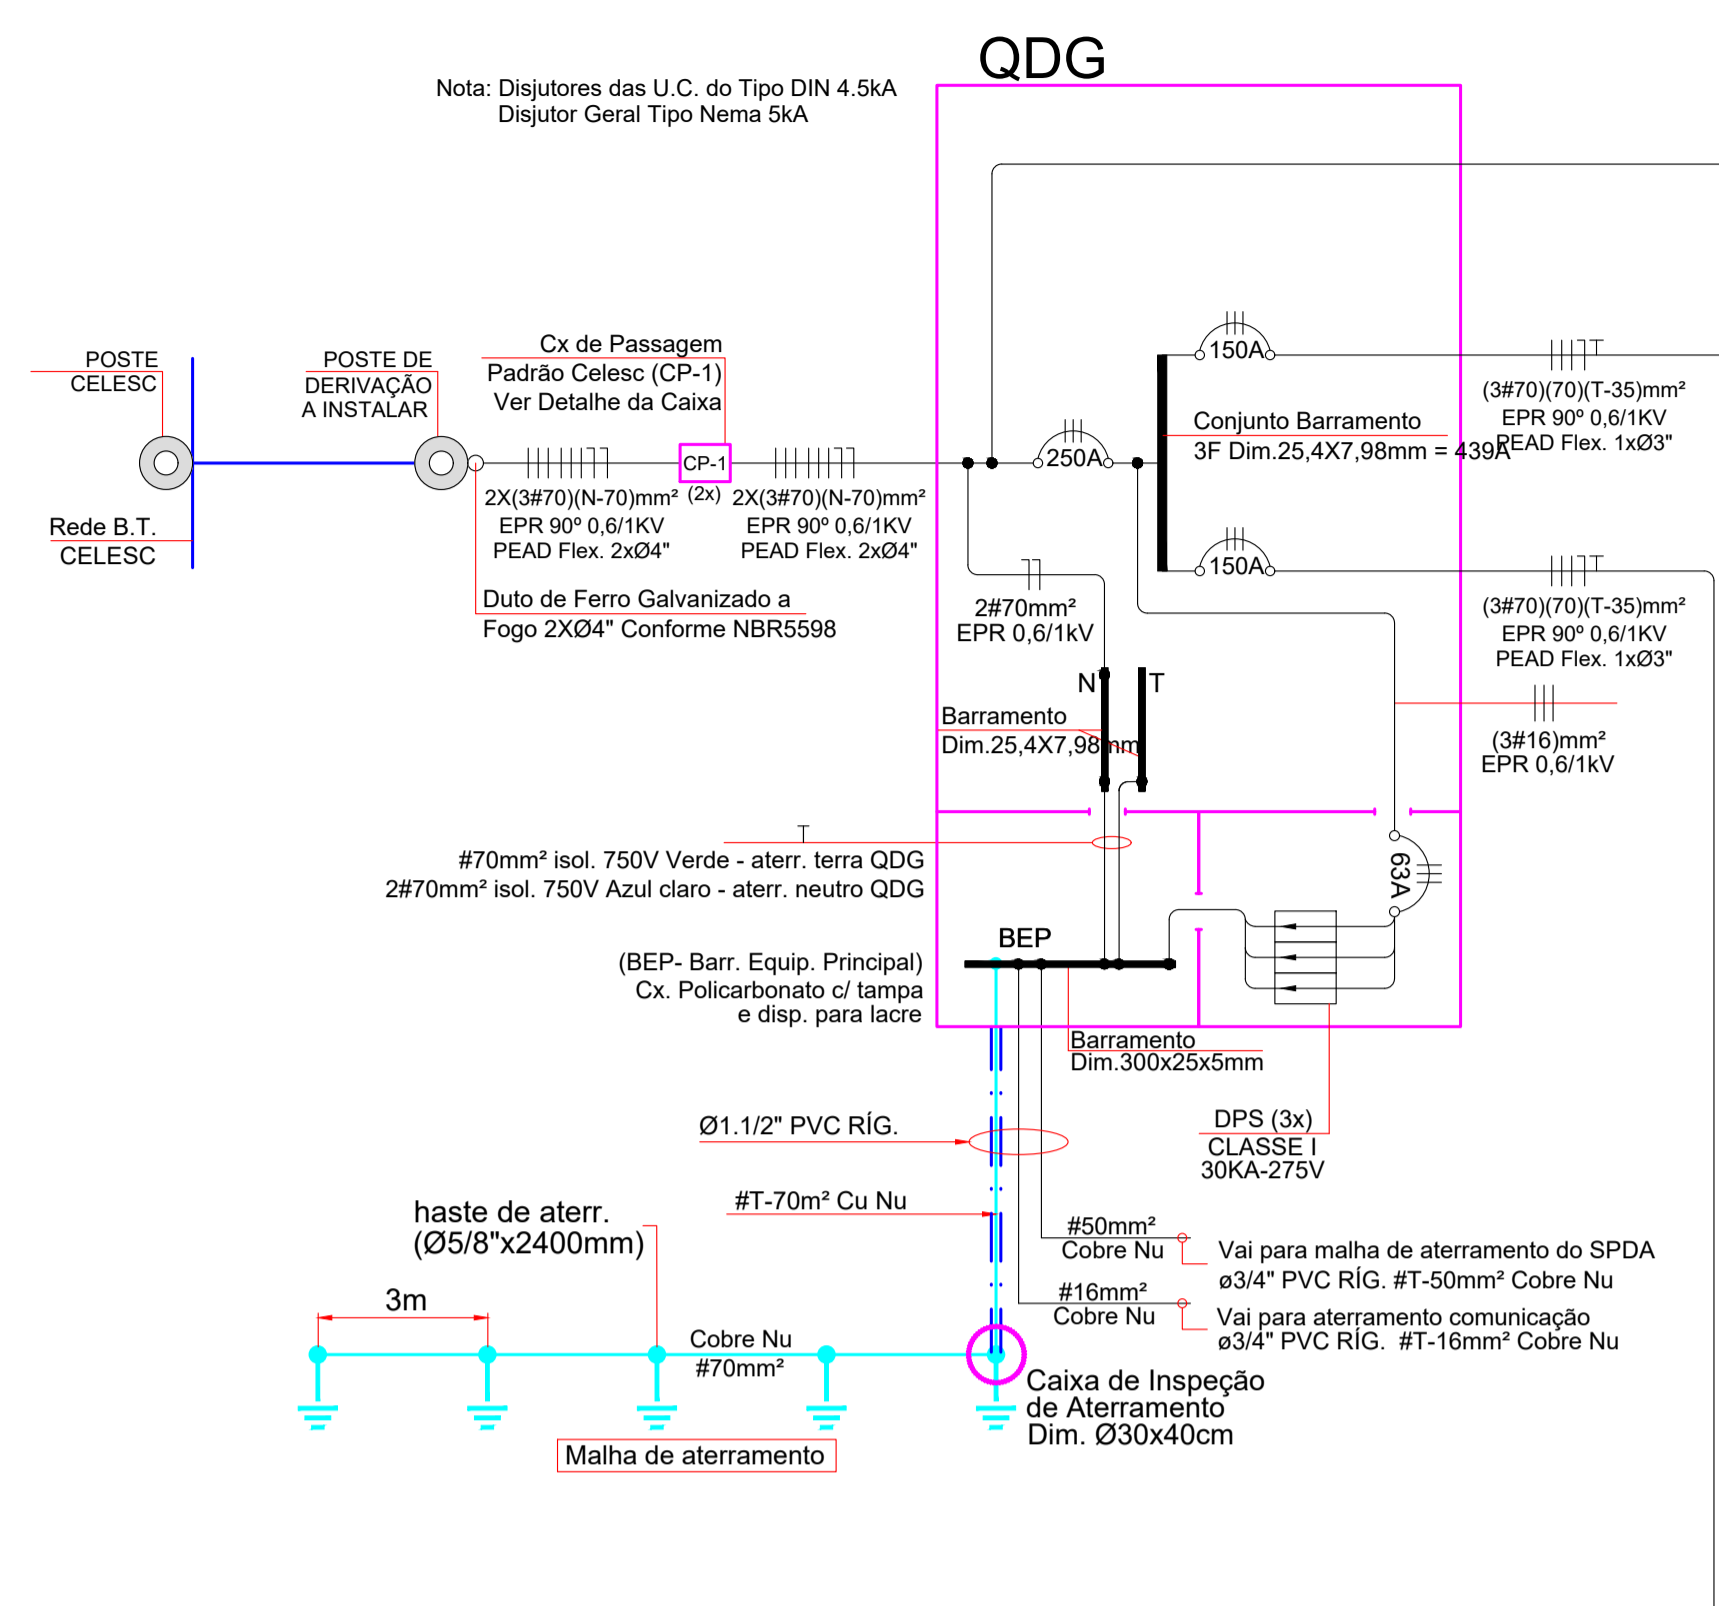 QDG
Nota: Disjutores das U.C. do Tipo DIN 4.5kA
Disjutor Geral Tipo Nema 5kA
POSTE
CELESC
POSTE DE
DERIVAÇÃO
A INSTALAR
Cx de Passagem
Padrão Celesc (CP-1)
Ver Detalhe da Caixa
Rede B.T.
CELESC
CP-1
(2x)
2X(3#70)(N-70)mm²
EPR 90º 0,6/1KV
PEAD Flex. 2xØ4"
2X(3#70)(N-70)mm²
EPR 90º 0,6/1KV
PEAD Flex. 2xØ4"
Duto de Ferro Galvanizado a
Fogo 2XØ4" Conforme NBR5598
250A
150A
150A
Conjunto Barramento
3F Dim.25,4X7,98mm = 439A
(3#70)(70)(T-35)mm²
EPR 90º 0,6/1KV
PEAD Flex. 1xØ3"
(3#70)(70)(T-35)mm²
EPR 90º 0,6/1KV
PEAD Flex. 1xØ3"
2#70mm²
EPR 0,6/1kV
N
T
Barramento
Dim.25,4X7,98mm
(3#16)mm²
EPR 0,6/1kV
T
#70mm² isol. 750V Verde - aterr. terra QDG
2#70mm² isol. 750V Azul claro - aterr. neutro QDG
63A
BEP
(BEP- Barr. Equip. Principal)
Cx. Policarbonato c/ tampa
e disp. para lacre
Barramento
Dim.300x25x5mm
DPS (3x)
CLASSE I
30KA-275V
Ø1.1/2" PVC RÍG.
#T-70m² Cu Nu
haste de aterr.
(Ø5/8"x2400mm)
3m
Cobre Nu
#70mm²
#50mm²
Cobre Nu
Vai para malha de aterramento do SPDA
ø3/4" PVC RÍG. #T-50mm² Cobre Nu
#16mm²
Cobre Nu
Vai para aterramento comunicação
ø3/4" PVC RÍG. #T-16mm² Cobre Nu
Caixa de Inspeção
de Aterramento
Dim. Ø30x40cm
Malha de aterramento